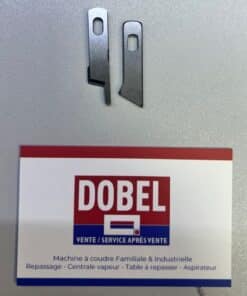 DOBEL
VENTE / SERVICE APRÈS VENTE
Machine à coudre Familiale & Industrielle
Repassage - Centrale vapeur - Table à repasser - Aspirateur